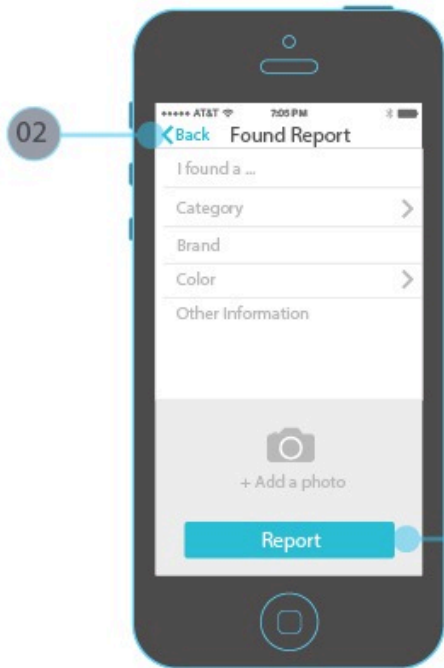 02
AT&T 7:05 PM
Back Found Report
I found a ...
Category
Brand
Color
Other Information
+ Add a photo
Report